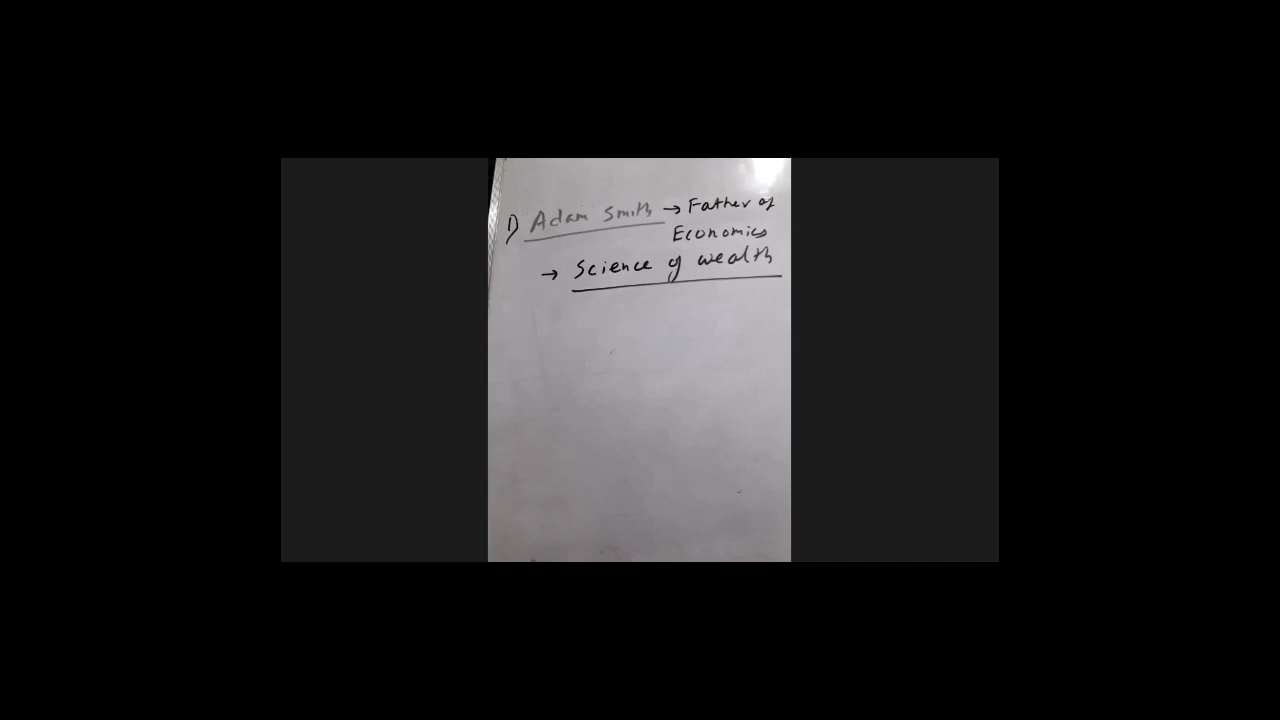 1) Adam Smith → Father of
Economics
→ Science of wealth